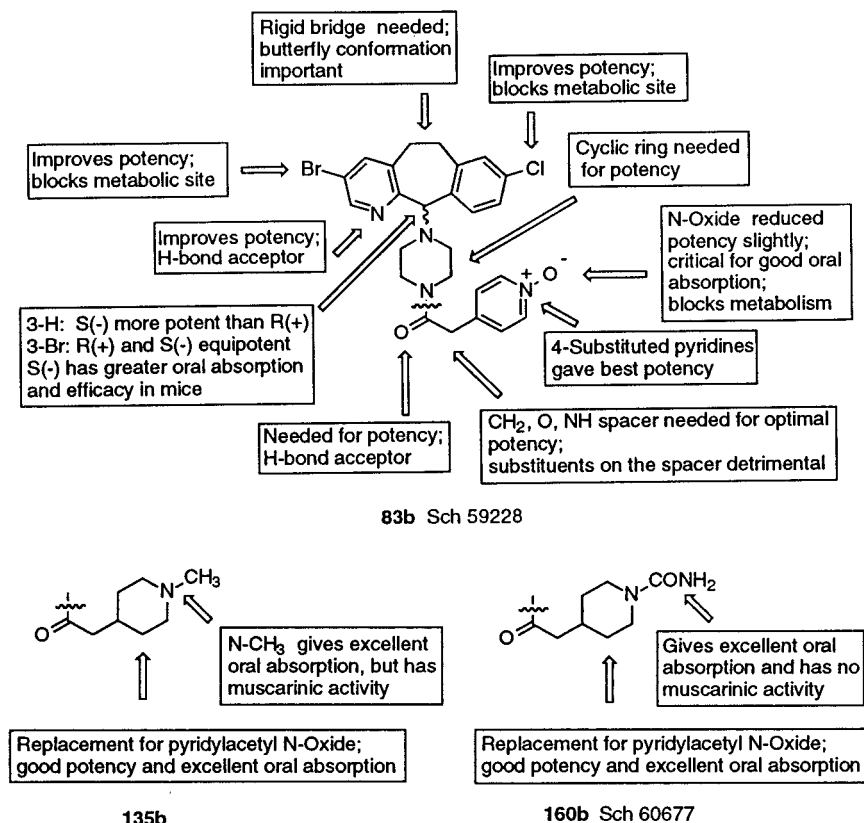 Rigid bridge needed;
butterfly conformation
important
Improves potency;
blocks metabolic site
Improves potency;
blocks metabolic site
Cyclic ring needed
for potency
Br
Cl
N
Improves potency;
H-bond acceptor
N
N
O
N
+
O
-
N-Oxide reduced
potency slightly;
critical for good oral
absorption;
blocks metabolism
3-H: S(-) more potent than R(+)
3-Br: R(+) and S(-) equipotent
S(-) has greater oral absorption
and efficacy in mice
4-Substituted pyridines
gave best potency
Needed for potency;
H-bond acceptor
CH2, O, NH spacer needed for optimal
potency;
substituents on the spacer detrimental
83b Sch 59228
O
N
CH3
N-CH3 gives excellent
oral absorption, but has
muscarinic activity
Replacement for pyridylacetyl N-Oxide;
good potency and excellent oral absorption
135b
O
N
CONH2
Gives excellent oral
absorption and has no
muscarinic activity
Replacement for pyridylacetyl N-Oxide;
good potency and excellent oral absorption
160b Sch 60677